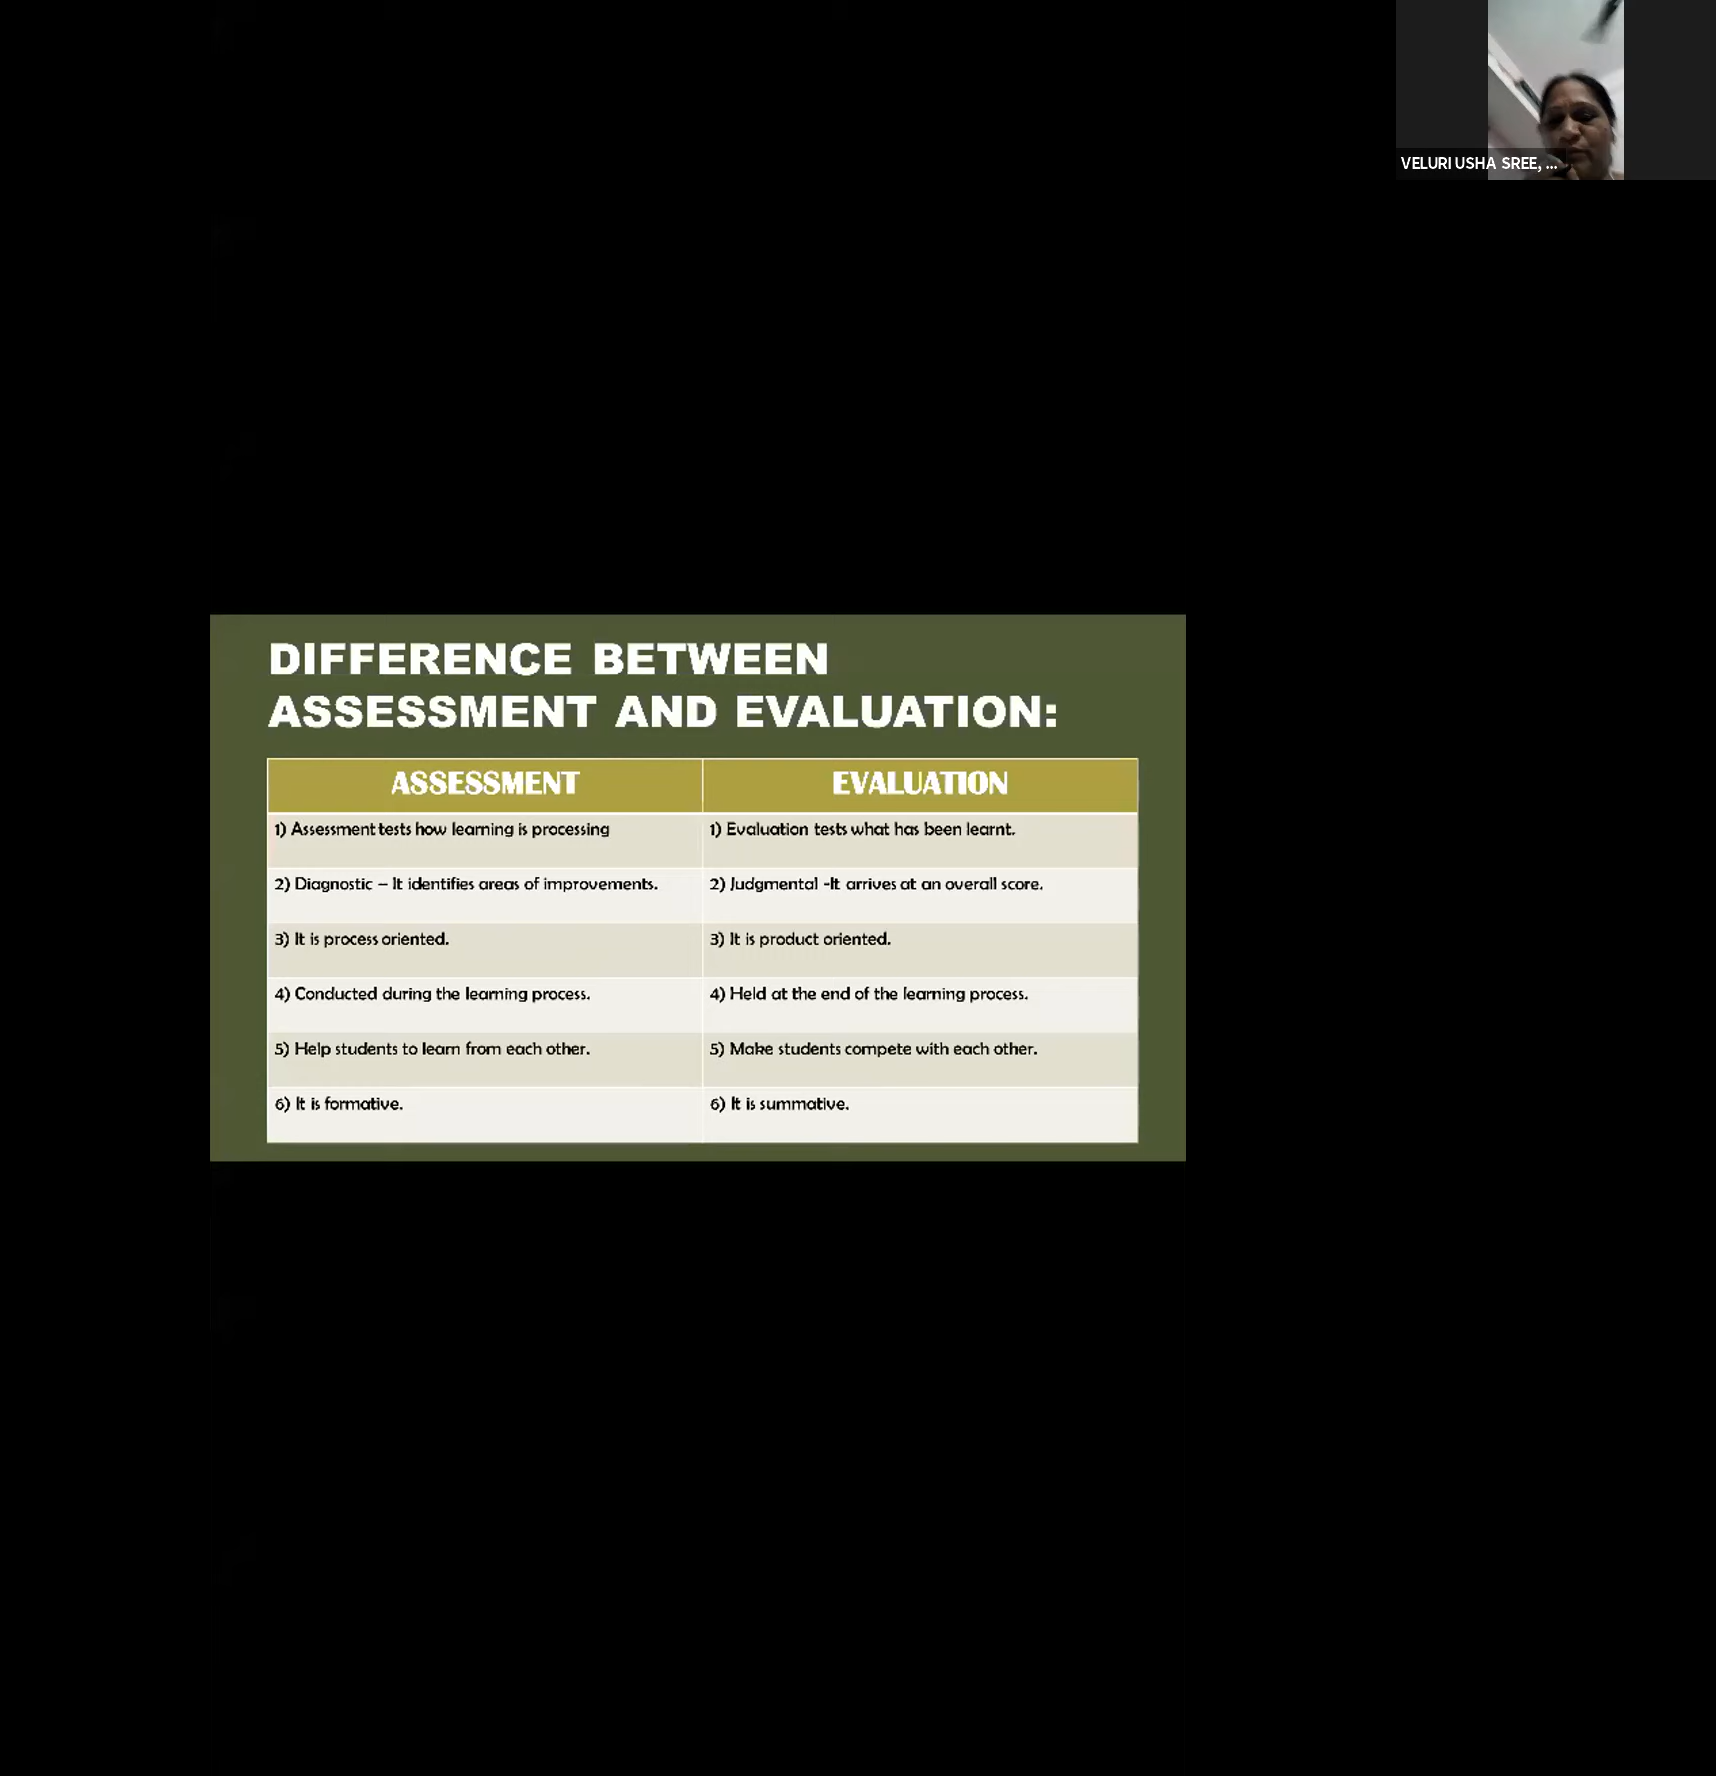 VELURI USHA SREE, ...
DIFFERENCE BETWEEN
ASSESSMENT AND EVALUATION:
ASSESSMENT EVALUATION
1) Assessment tests how learning is processing 1) Evaluation tests what has been learnt.
2) Diagnostic – It identifies areas of improvements. 2) Judgmental -It arrives at an overall score.
3) It is process oriented. 3) It is product oriented.
4) Conducted during the learning process. 4) Held at the end of the learning process.
5) Help students to learn from each other. 5) Make students compete with each other.
6) It is formative. 6) It is summative.